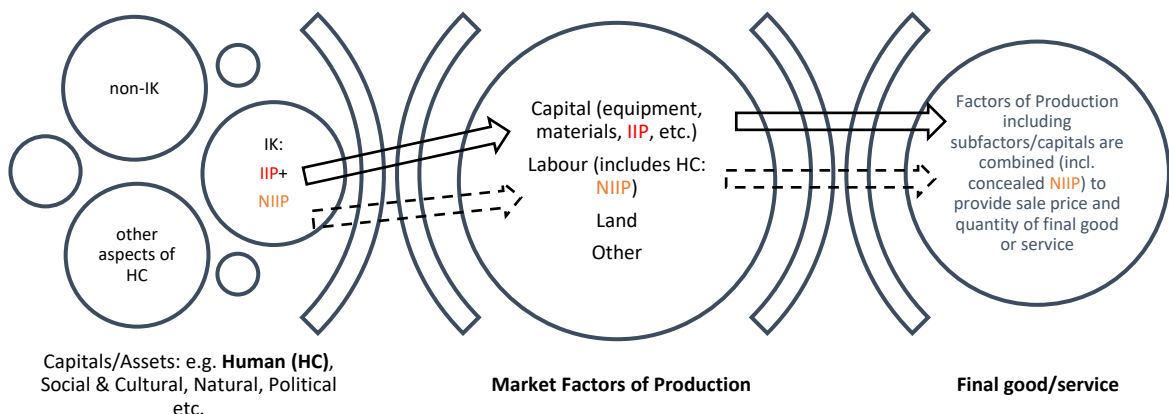 non-IK
IK:
IIP+
NIIP
other
aspects of
HC
Capitals/Assets: e.g. Human (HC),
Social & Cultural, Natural, Political
etc.
Capital (equipment,
materials, IIP, etc.)
Labour (includes HC:
NIIP)
Land
Other
Market Factors of Production
Factors of Production
including
subfactors/capitals are
combined (incl.
concealed NIIP) to
provide sale price and
quantity of final good
or service
Final good/service